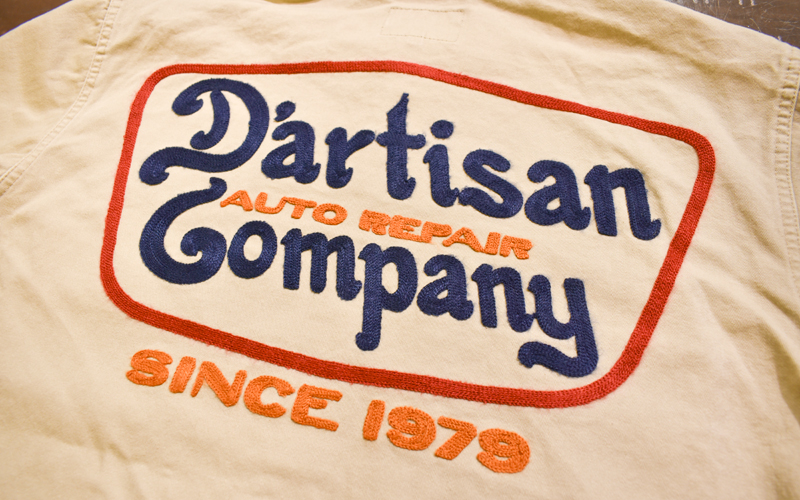 D'artisan
AUTO REPAIR
Company
SINCE 1979